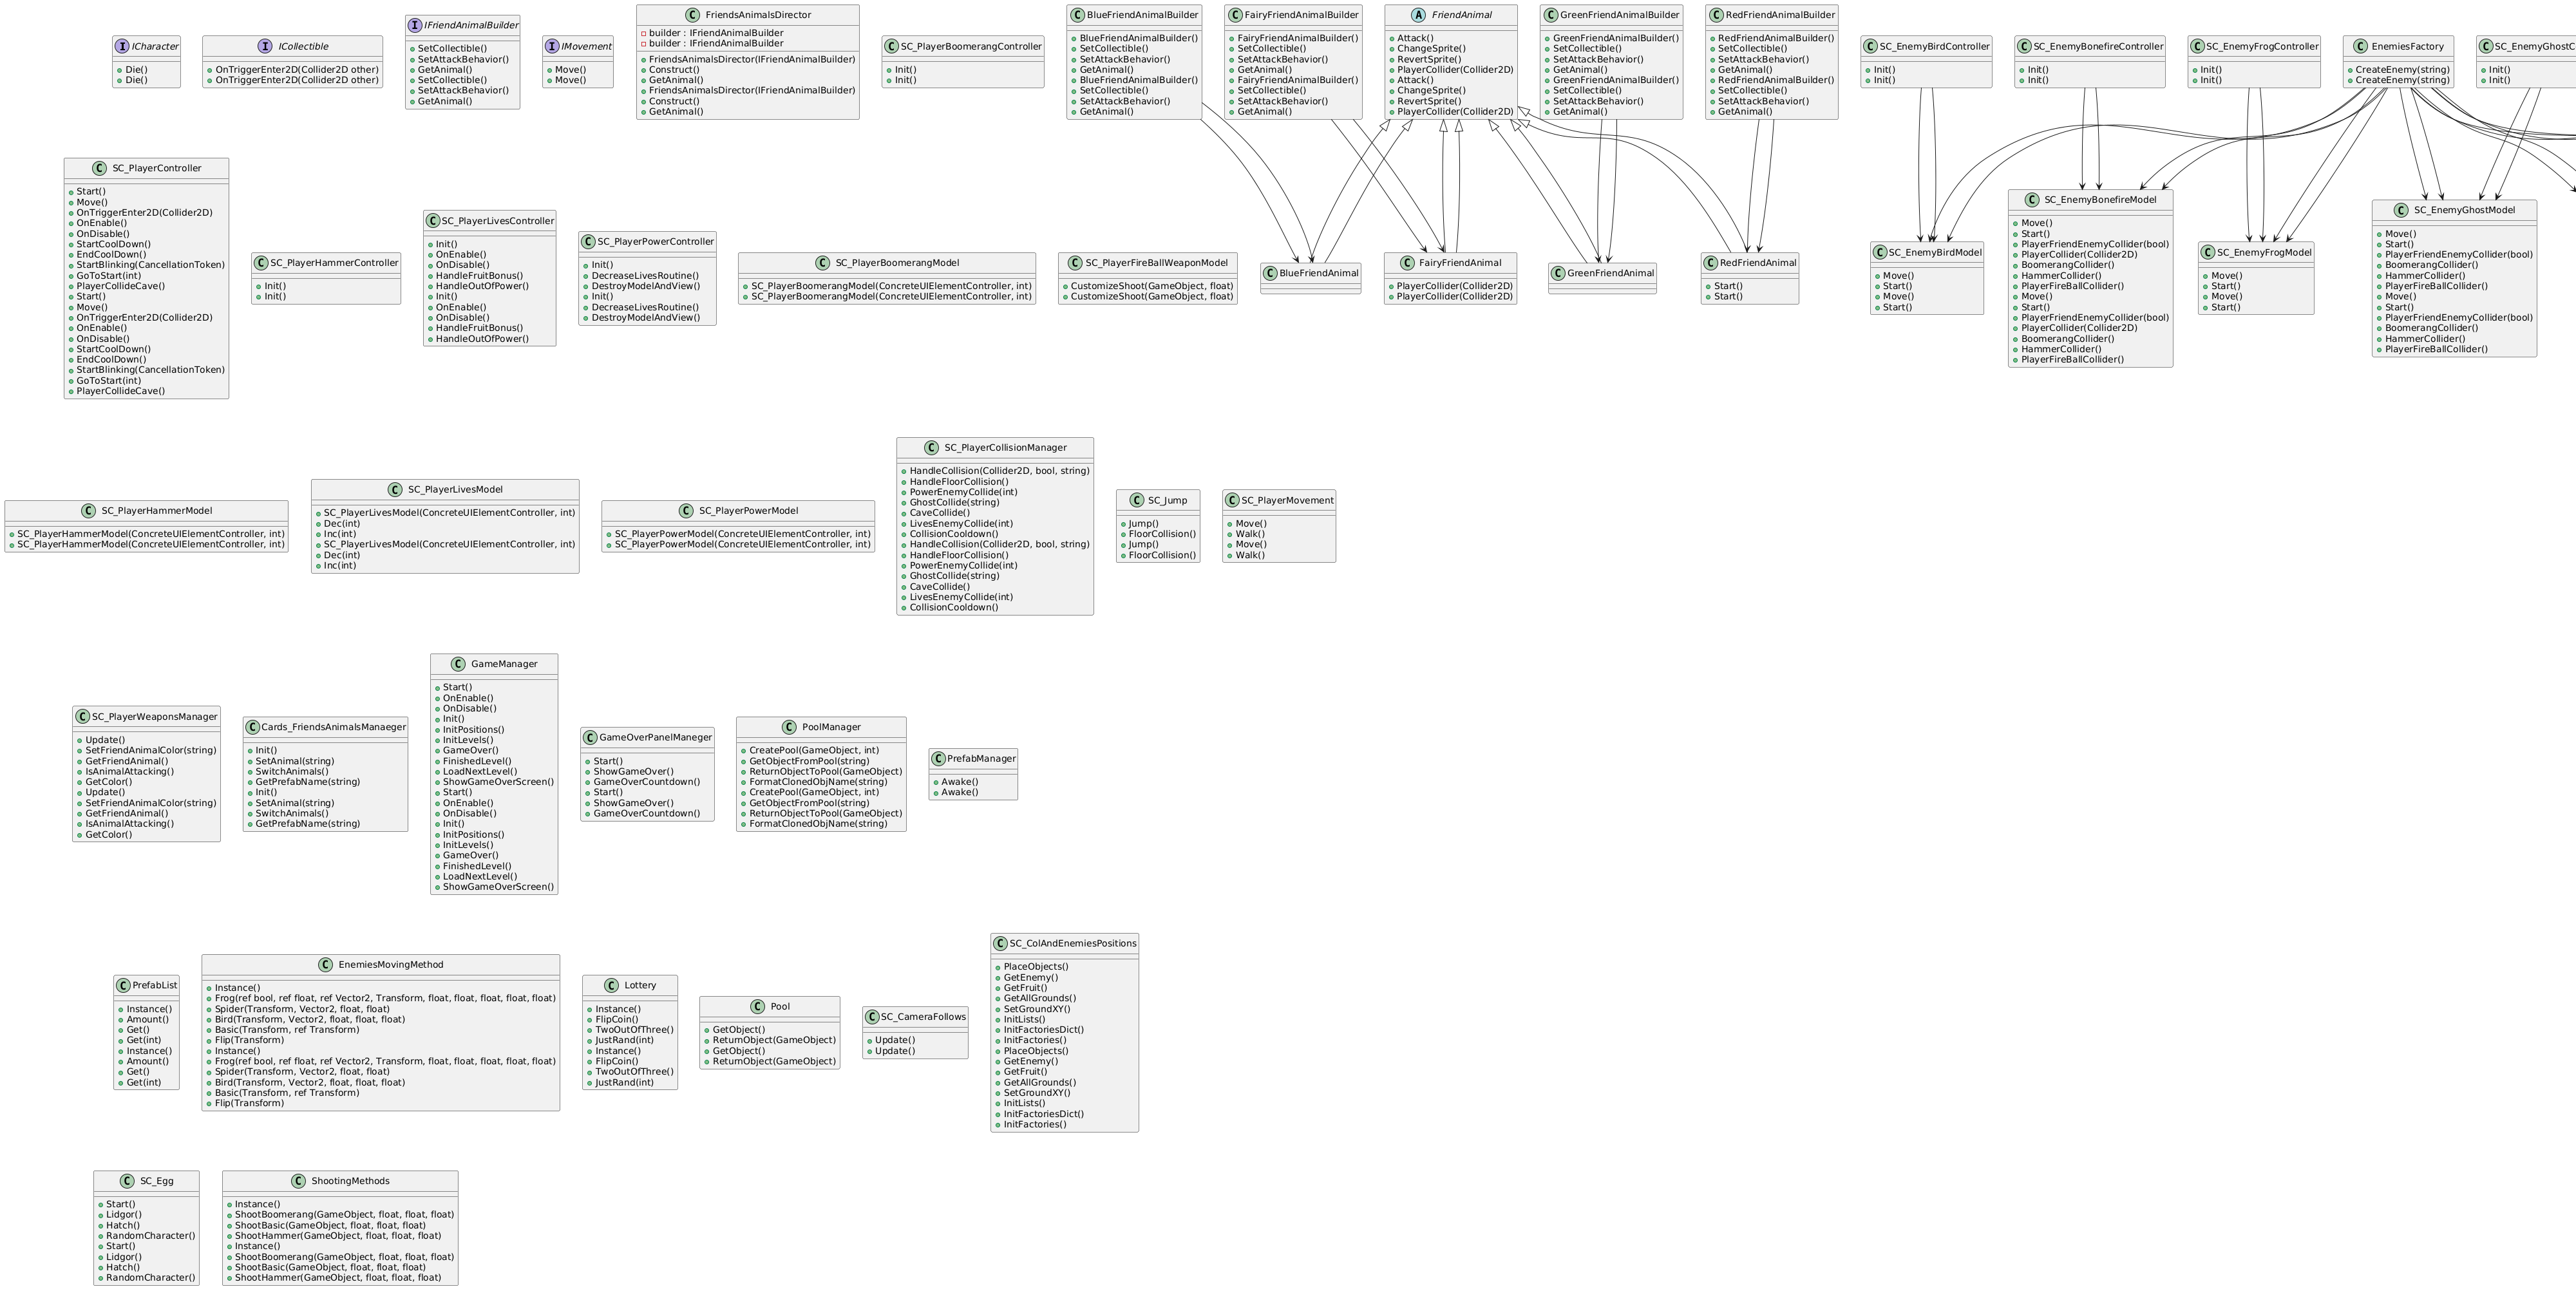 I ICharacter
Die()
Die()
I ICollectible
OnTriggerEnter2D(Collider2D other)
OnTriggerEnter2D(Collider2D other)
I IFriendAnimalBuilder
SetCollectible()
SetAttackBehavior()
GetAnimal()
SetCollectible()
SetAttackBehavior()
GetAnimal()
I IMovement
Move()
Move()
C FriendsAnimalsDirector
builder : IFriendAnimalBuilder
builder : IFriendAnimalBuilder
FriendsAnimalsDirector(IFriendAnimalBuilder)
Construct()
GetAnimal()
FriendsAnimalsDirector(IFriendAnimalBuilder)
Construct()
GetAnimal()
C SC_PlayerBoomerangController
Init()
Init()
C BlueFriendAnimalBuilder
BlueFriendAnimalBuilder()
SetCollectible()
SetAttackBehavior()
GetAnimal()
BlueFriendAnimalBuilder()
SetCollectible()
SetAttackBehavior()
GetAnimal()
C FairyFriendAnimalBuilder
FairyFriendAnimalBuilder()
SetCollectible()
SetAttackBehavior()
GetAnimal()
FairyFriendAnimalBuilder()
SetCollectible()
SetAttackBehavior()
GetAnimal()
A FriendAnimal
Attack()
ChangeSprite()
RevertSprite()
PlayerCollider(Collider2D)
Attack()
ChangeSprite()
RevertSprite()
PlayerCollider(Collider2D)
C GreenFriendAnimalBuilder
GreenFriendAnimalBuilder()
SetCollectible()
SetAttackBehavior()
GetAnimal()
GreenFriendAnimalBuilder()
SetCollectible()
SetAttackBehavior()
GetAnimal()
C RedFriendAnimalBuilder
RedFriendAnimalBuilder()
SetCollectible()
SetAttackBehavior()
GetAnimal()
RedFriendAnimalBuilder()
SetCollectible()
SetAttackBehavior()
GetAnimal()
C SC_EnemyBirdController
Init()
Init()
C SC_EnemyBonefireController
Init()
Init()
C SC_EnemyFrogController
Init()
Init()
C EnemiesFactory
CreateEnemy(string)
CreateEnemy(string)
C SC_EnemyGhostC
Init()
Init()
C SC_PlayerController
Start()
Move()
OnTriggerEnter2D(Collider2D)
OnEnable()
OnDisable()
StartCoolDown()
EndCoolDown()
StartBlinking(CancellationToken)
GoToStart(int)
PlayerCollideCave()
Start()
Move()
OnTriggerEnter2D(Collider2D)
OnEnable()
OnDisable()
StartCoolDown()
EndCoolDown()
StartBlinking(CancellationToken)
GoToStart(int)
PlayerCollideCave()
C SC_PlayerHammerController
Init()
Init()
C SC_PlayerLivesController
Init()
OnEnable()
OnDisable()
HandleFruitBonus()
HandleOutOfPower()
Init()
OnEnable()
OnDisable()
HandleFruitBonus()
HandleOutOfPower()
C SC_PlayerPowerController
Init()
DecreaseLivesRoutine()
DestroyModelAndView()
Init()
DecreaseLivesRoutine()
DestroyModelAndView()
C SC_PlayerBoomerangModel
SC_PlayerBoomerangModel(ConcreteUIElementController, int)
SC_PlayerBoomerangModel(ConcreteUIElementController, int)
C SC_PlayerFireBallWeaponModel
CustomizeShoot(GameObject, float)
CustomizeShoot(GameObject, float)
C BlueFriendAnimal
C FairyFriendAnimal
PlayerCollider(Collider2D)
PlayerCollider(Collider2D)
C GreenFriendAnimal
C RedFriendAnimal
Start()
Start()
C SC_EnemyBirdModel
Move()
Start()
Move()
Start()
C SC_EnemyBonefireModel
Move()
Start()
PlayerFriendEnemyCollider(bool)
PlayerCollider(Collider2D)
BoomerangCollider()
HammerCollider()
PlayerFireBallCollider()
Move()
Start()
PlayerFriendEnemyCollider(bool)
PlayerCollider(Collider2D)
BoomerangCollider()
HammerCollider()
PlayerFireBallCollider()
C SC_EnemyFrogModel
Move()
Start()
Move()
Start()
C SC_EnemyGhostModel
Move()
Start()
PlayerFriendEnemyCollider(bool)
BoomerangCollider()
HammerCollider()
PlayerFireBallCollider()
Move()
Start()
PlayerFriendEnemyCollider(bool)
BoomerangCollider()
HammerCollider()
PlayerFireBallCollider()
C SC_PlayerHammerModel
SC_PlayerHammerModel(ConcreteUIElementController, int)
SC_PlayerHammerModel(ConcreteUIElementController, int)
C SC_PlayerLivesModel
SC_PlayerLivesModel(ConcreteUIElementController, int)
Dec(int)
Inc(int)
SC_PlayerLivesModel(ConcreteUIElementController, int)
Dec(int)
Inc(int)
C SC_PlayerPowerModel
SC_PlayerPowerModel(ConcreteUIElementController, int)
SC_PlayerPowerModel(ConcreteUIElementController, int)
C SC_PlayerCollisionManager
HandleCollision(Collider2D, bool, string)
HandleFloorCollision()
PowerEnemyCollide(int)
GhostCollide(string)
CaveCollide()
LivesEnemyCollide(int)
CollisionCooldown()
HandleCollision(Collider2D, bool, string)
HandleFloorCollision()
PowerEnemyCollide(int)
GhostCollide(string)
CaveCollide()
LivesEnemyCollide(int)
CollisionCooldown()
C SC_Jump
Jump()
FloorCollision()
Jump()
FloorCollision()
C SC_PlayerMovement
Move()
Walk()
Move()
Walk()
C SC_PlayerWeaponsManager
Update()
SetFriendAnimalColor(string)
GetFriendAnimal()
IsAnimalAttacking()
GetColor()
Update()
SetFriendAnimalColor(string)
GetFriendAnimal()
IsAnimalAttacking()
GetColor()
C Cards_FriendsAnimalsManaeger
Init()
SetAnimal(string)
SwitchAnimals()
GetPrefabName(string)
Init()
SetAnimal(string)
SwitchAnimals()
GetPrefabName(string)
C GameManager
Start()
OnEnable()
OnDisable()
Init()
InitPositions()
InitLevels()
GameOver()
FinishedLevel()
LoadNextLevel()
ShowGameOverScreen()
Start()
OnEnable()
OnDisable()
Init()
InitPositions()
InitLevels()
GameOver()
FinishedLevel()
LoadNextLevel()
ShowGameOverScreen()
C GameOverPanelManeger
Start()
ShowGameOver()
GameOverCountdown()
Start()
ShowGameOver()
GameOverCountdown()
C PoolManager
CreatePool(GameObject, int)
GetObjectFromPool(string)
ReturnObjectToPool(GameObject)
FormatClonedObjName(string)
CreatePool(GameObject, int)
GetObjectFromPool(string)
ReturnObjectToPool(GameObject)
FormatClonedObjName(string)
C PrefabManager
Awake()
Awake()
C PrefabList
Instance()
Amount()
Get()
Get(int)
Instance()
Amount()
Get()
Get(int)
C EnemiesMovingMethod
Instance()
Frog(ref bool, ref float, ref Vector2, Transform, float, float, float, float, float)
Spider(Transform, Vector2, float, float)
Bird(Transform, Vector2, float, float, float)
Basic(Transform, ref Transform)
Flip(Transform)
Instance()
Frog(ref bool, ref float, ref Vector2, Transform, float, float, float, float, float)
Spider(Transform, Vector2, float, float)
Bird(Transform, Vector2, float, float, float)
Basic(Transform, ref Transform)
Flip(Transform)
C Lottery
Instance()
FlipCoin()
TwoOutOfThree()
JustRand(int)
Instance()
FlipCoin()
TwoOutOfThree()
JustRand(int)
C Pool
GetObject()
ReturnObject(GameObject)
GetObject()
ReturnObject(GameObject)
C SC_CameraFollows
Update()
Update()
C SC_ColAndEnemiesPositions
PlaceObjects()
GetEnemy()
GetFruit()
GetAllGrounds()
SetGroundXY()
InitLists()
InitFactoriesDict()
InitFactories()
PlaceObjects()
GetEnemy()
GetFruit()
GetAllGrounds()
SetGroundXY()
InitLists()
InitFactoriesDict()
InitFactories()
C SC_Egg
Start()
Lidgor()
Hatch()
RandomCharacter()
Start()
Lidgor()
Hatch()
RandomCharacter()
C ShootingMethods
Instance()
ShootBoomerang(GameObject, float, float, float)
ShootBasic(GameObject, float, float, float)
ShootHammer(GameObject, float, float, float)
Instance()
ShootBoomerang(GameObject, float, float, float)
ShootBasic(GameObject, float, float, float)
ShootHammer(GameObject, float, float, float)